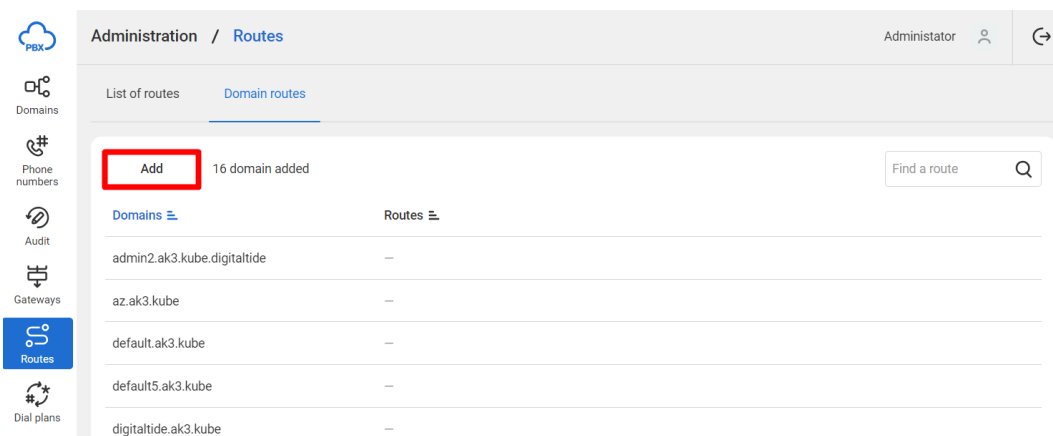 PBX
Administration / Routes
Administator
Domains
Phone
numbers
Audit
Gateways
Routes
Dial plans
List of routes
Domain routes
Add
16 domain added
Find a route
Domains
Routes
admin2.ak3.kube.digitaltide
—
az.ak3.kube
—
default.ak3.kube
—
default5.ak3.kube
—
digitaltide.ak3.kube
—